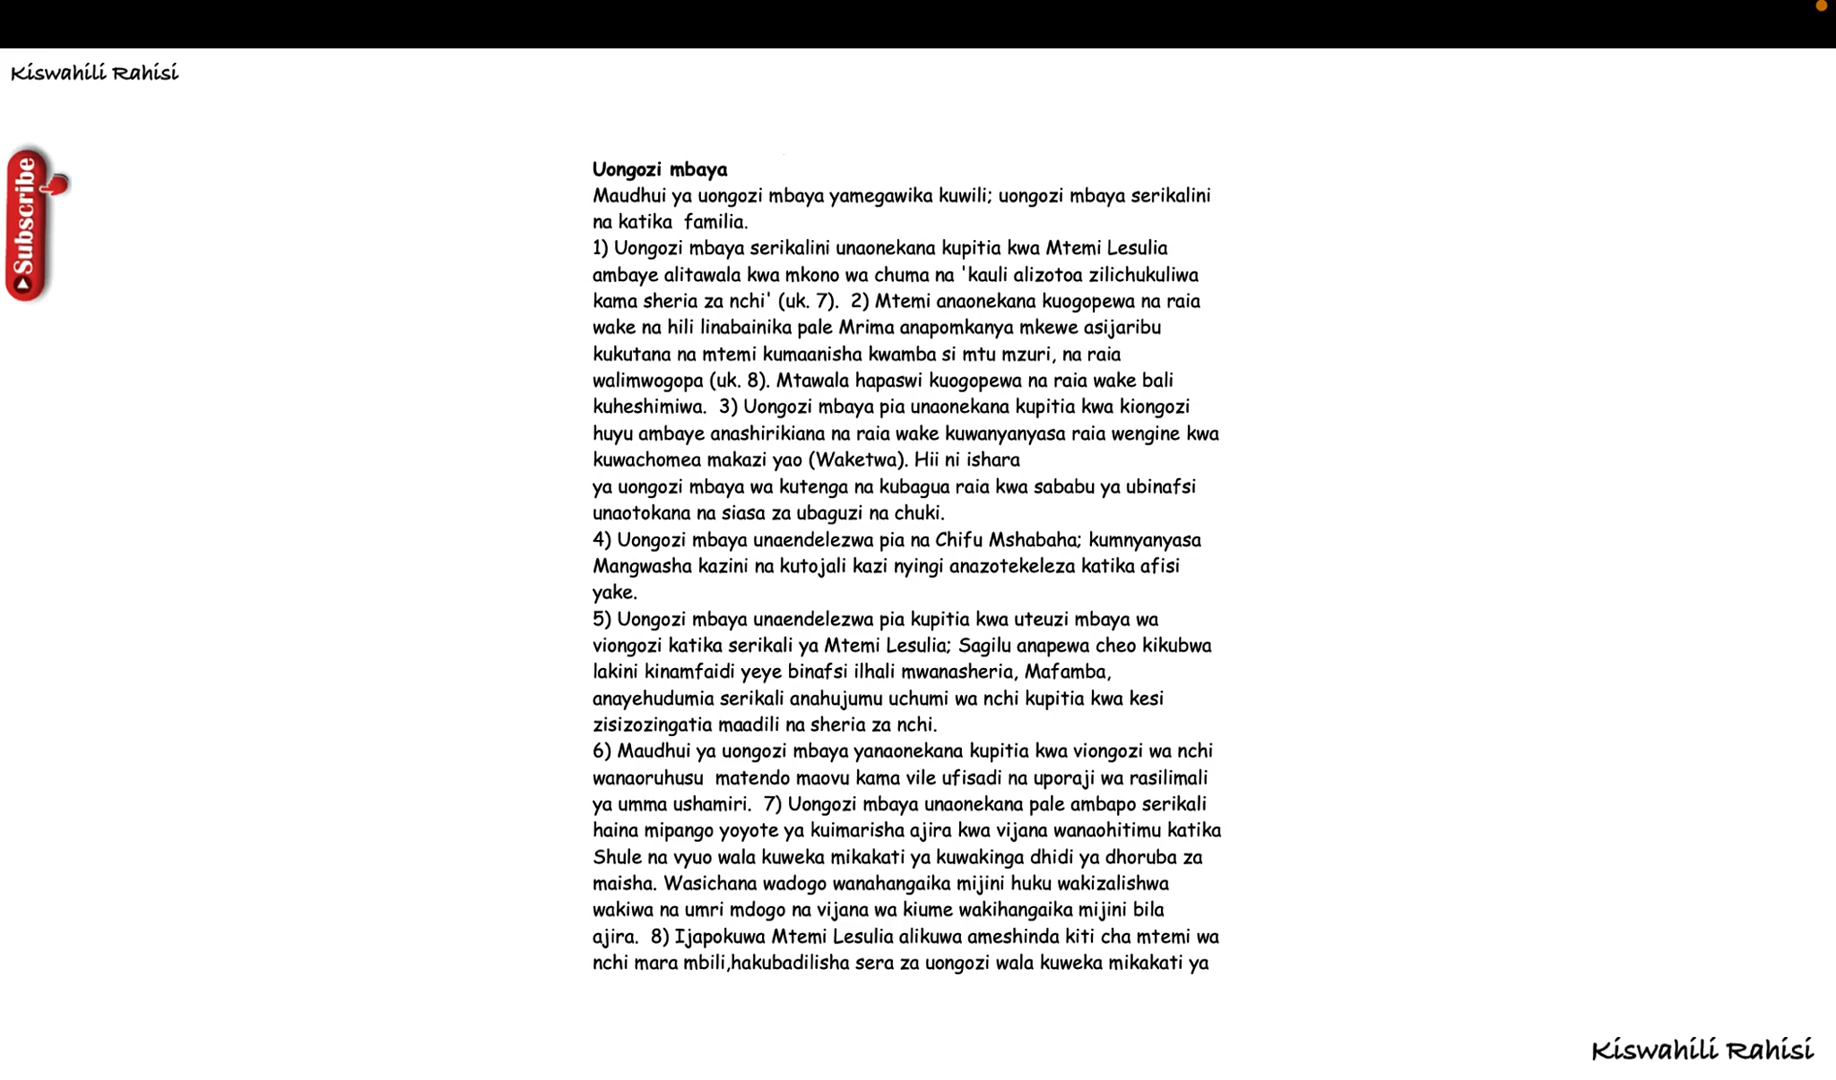 Kiswahili Rahisi
Subscribe
Uongozi mbaya
Maudhui ya uongozi mbaya yamegawika kuwili; uongozi mbaya serikalini
na katika familia.
1) Uongozi mbaya serikalini unaonekana kupitia kwa Mtemi Lesulia
ambaye alitawala kwa mkono wa chuma na 'kauli alizotoa zilichukuliwa
kama sheria za nchi' (uk. 7). 2) Mtemi anaonekana kuogopewa na raia
wake na hili linabainika pale Mrima anapomkanya mkewe asijaribu
kukutana na mtemi kumaanisha kwamba si mtu mzuri, na raia
walimwogopa (uk. 8). Mtawala hapaswi kuogopewa na raia wake bali
kuheshimiwa. 3) Uongozi mbaya pia unaonekana kupitia kwa kiongozi
huyu ambaye anashirikiana na raia wake kuwanyanyasa raia wengine kwa
kuwachomea makazi yao (Waketwa). Hii ni ishara
ya uongozi mbaya wa kutenga na kubagua raia kwa sababu ya ubinafsi
unaotokana na siasa za ubaguzi na chuki.
4) Uongozi mbaya unaendelezwa pia na Chifu Mshabaha; kumnyanyasa
Mangwasha kazini na kutojali kazi nyingi anazotekeleza katika afisi
yake.
5) Uongozi mbaya unaendelezwa pia kupitia kwa uteuzi mbaya wa
viongozi katika serikali ya Mtemi Lesulia; Sagilu anapewa cheo kikubwa
lakini kinamfaidi yeye binafsi ilhali mwanasheria, Mafamba,
anayehudumia serikali anahujumu uchumi wa nchi kupitia kwa kesi
zisizozingatia maadili na sheria za nchi.
6) Maudhui ya uongozi mbaya yanaonekana kupitia kwa viongozi wa nchi
wanaoruhusu matendo maovu kama vile ufisadi na uporaji wa rasilimali
ya umma ushamiri. 7) Uongozi mbaya unaonekana pale ambapo serikali
haina mipango yoyote ya kuimarisha ajira kwa vijana wanaohitimu katika
Shule na vyuo wala kuweka mikakati ya kuwakinga dhidi ya dhoruba za
maisha. Wasichana wadogo wanahangaika mijini huku wakizalishwa
wakiwa na umri mdogo na vijana wa kiume wakihangaika mijini bila
ajira. 8) Ijapokuwa Mtemi Lesulia alikuwa ameshinda kiti cha mtemi wa
nchi mara mbili,hakubadilisha sera za uongozi wala kuweka mikakati ya
Kiswahili Rahisi